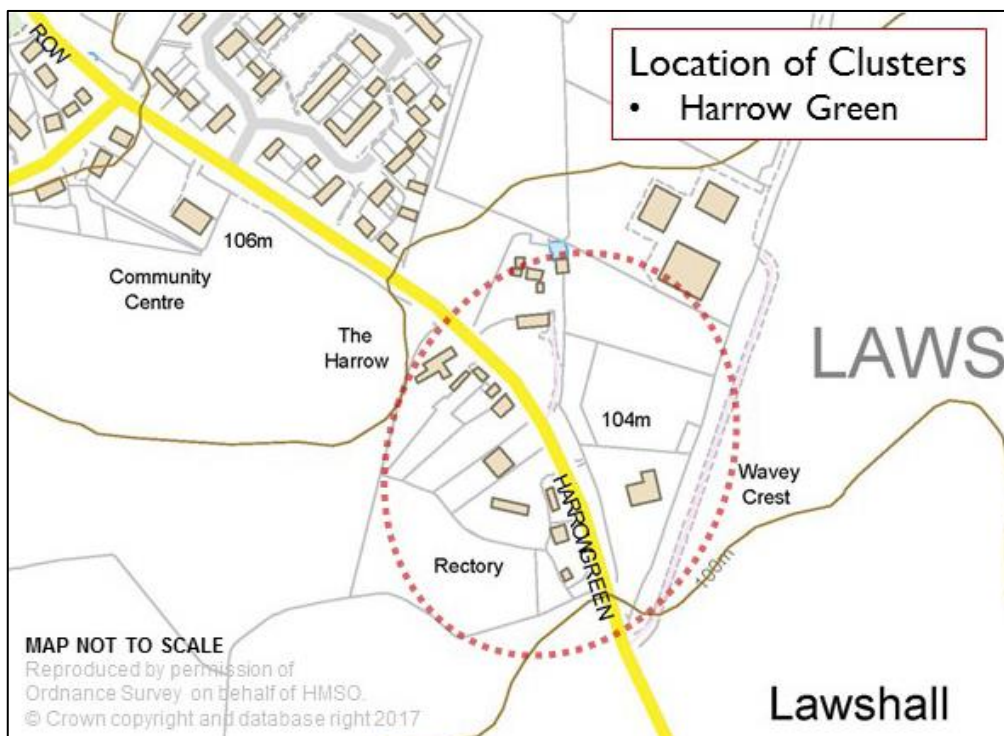 ROW
Location of Clusters
• Harrow Green
106m
Community
Centre
The
Harrow
LAWS
104m
Wavey
Crest
HARROW GREEN
Rectory
100m
MAP NOT TO SCALE
Reproduced by permission of
Ordnance Survey on behalf of HMSO.
© Crown copyright and database right 2017
Lawshall